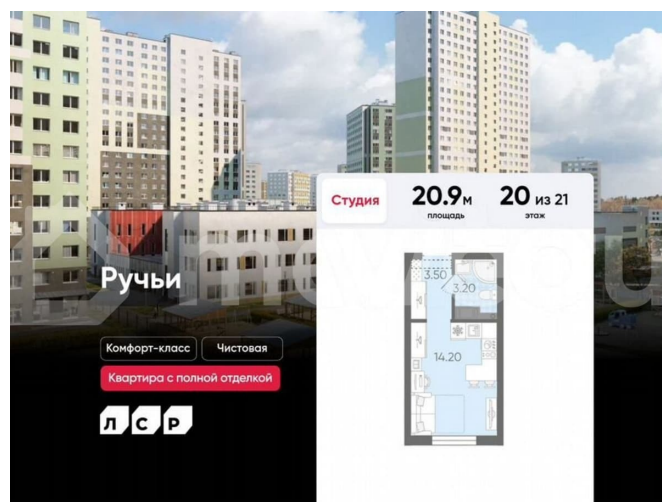 Студия
20.9м
площадь
20 из 21
этаж
Ручьи
3.50
3.20
14.20
Комфорт-класс
Чистовая
Квартира с полной отделкой
ЛСР